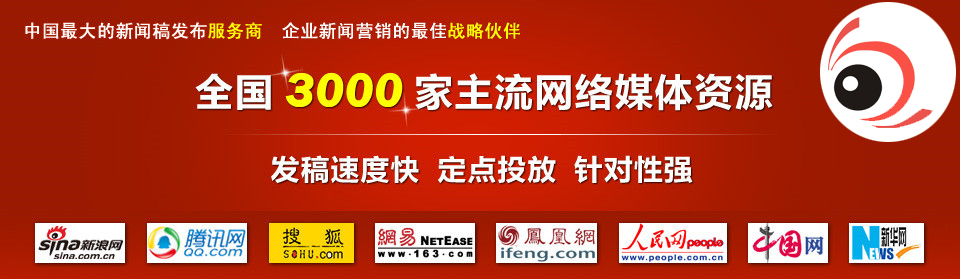 中国最大的新闻稿发布服务商 企业新闻营销的最佳战略伙伴
全国 3000 家主流网络媒体资源
发稿速度快 定点投放 针对性强
sina新浪网
sina.com.cn
腾讯网
QQ.com
搜狐
SOHU.com
網易 NETEASE
www.163.com
鳳凰網
ifeng.com
人民网 people
www.people.com.cn
中国网
新华网
NEWS